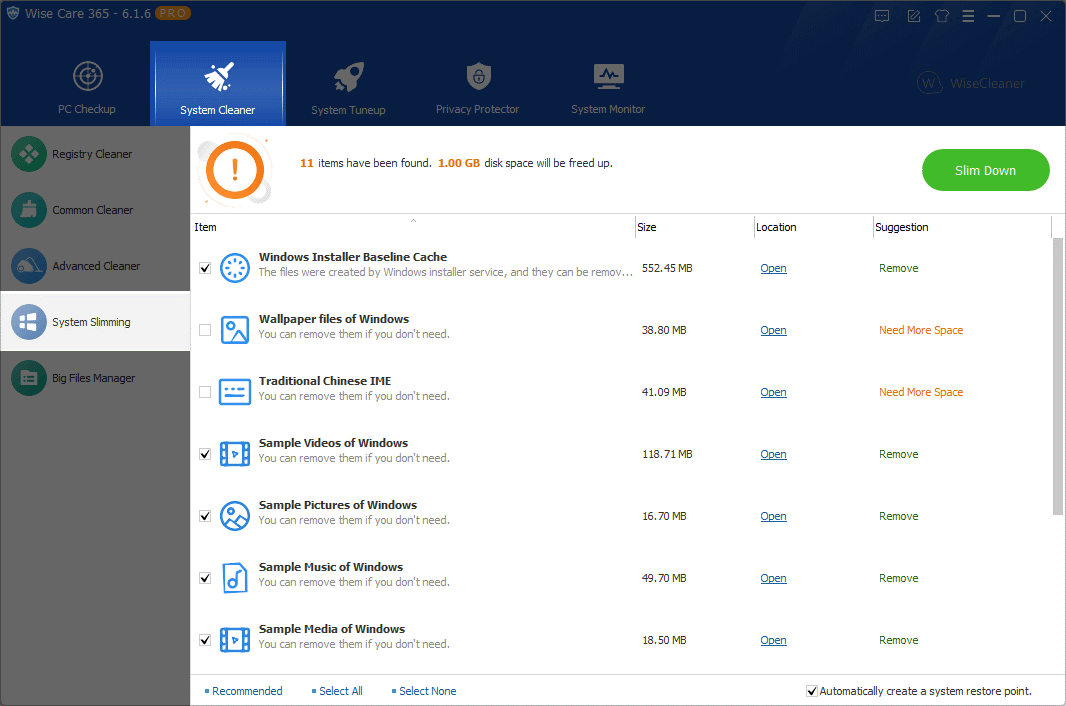 Wise Care 365 - 6.1.6 PRO
PC Checkup
System Cleaner
System Tuneup
Privacy Protector
System Monitor
W WiseCleaner
Registry Cleaner
Common Cleaner
Advanced Cleaner
System Slimming
Big Files Manager
11 items have been found. 1.00 GB disk space will be freed up.
Slim Down
Item Size Location Suggestion
Windows Installer Baseline Cache
The files were created by Windows installer service, and they can be remov... 552.45 MB Open Remove
Wallpaper files of Windows
You can remove them if you don't need. 38.80 MB Open Need More Space
Traditional Chinese IME
You can remove them if you don't need. 41.09 MB Open Need More Space
Sample Videos of Windows
You can remove them if you don't need. 118.71 MB Open Remove
Sample Pictures of Windows
You can remove them if you don't need. 16.70 MB Open Remove
Sample Music of Windows
You can remove them if you don't need. 49.70 MB Open Remove
Sample Media of Windows
You can remove them if you don't need. 18.50 MB Open Remove
Recommended Select All Select None Automatically create a system restore point.